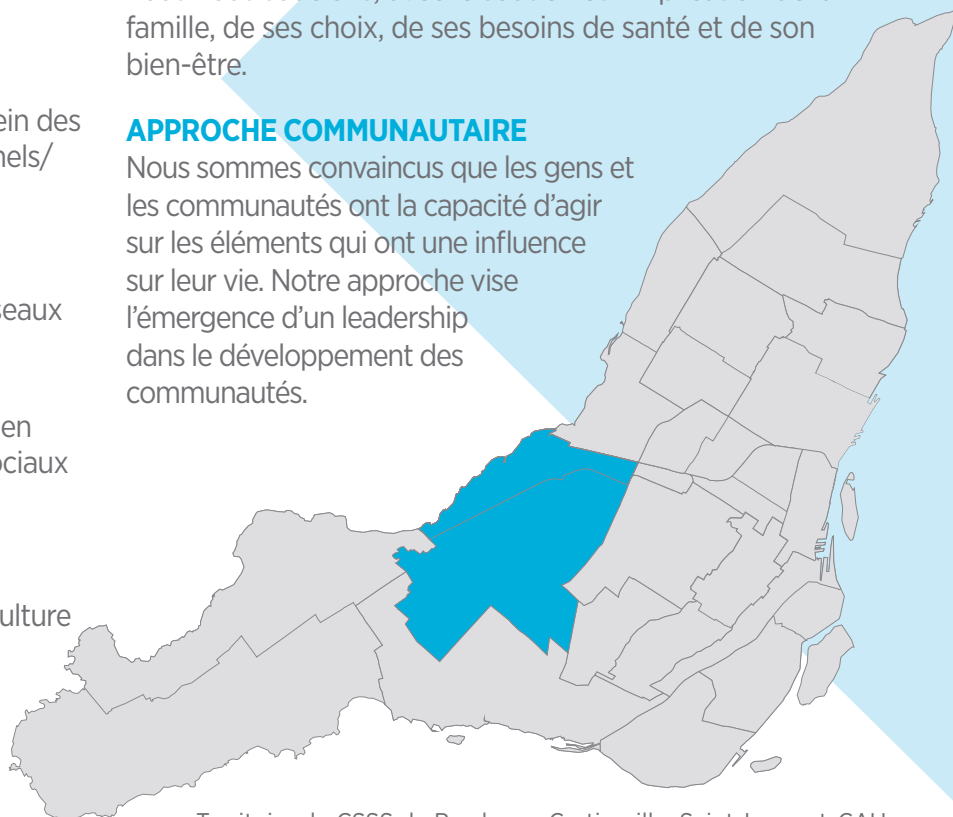 famille, de ses choix, de ses besoins de santé et de son
bien-être.
APPROCHE COMMUNAUTAIRE
Nous sommes convaincus que les gens et
les communautés ont la capacité d'agir
sur les éléments qui ont une influence
sur leur vie. Notre approche vise
l'émergence d'un leadership
dans le développement des
communautés.
ein des
nels/
seaux
en
ociaux
ulture